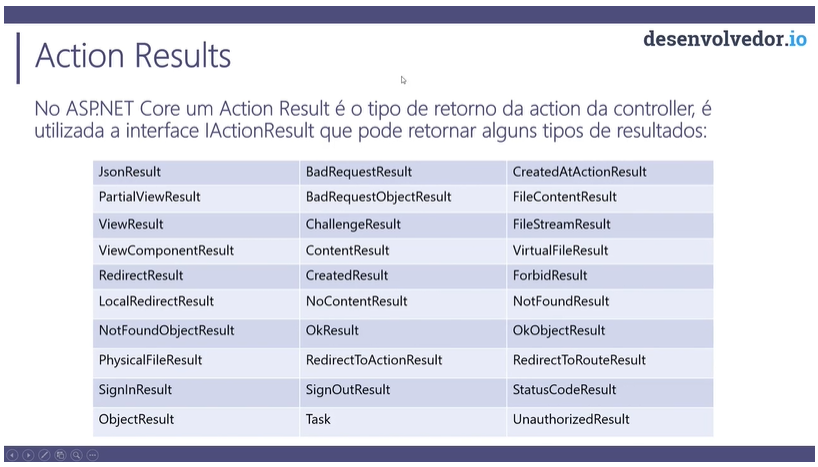 desenvolvedor.io
Action Results
No ASP.NET Core um Action Result é o tipo de retorno da action da controller, é
utilizada a interface IActionResult que pode retornar alguns tipos de resultados:
JsonResult BadRequestResult CreatedAtActionResult
PartialViewResult BadRequestObjectResult FileContentResult
ViewResult ChallengeResult FileStreamResult
ViewComponentResult ContentResult VirtualFileResult
RedirectResult CreatedResult ForbidResult
LocalRedirectResult NoContentResult NotFoundResult
NotFoundObjectResult OkResult OkObjectResult
PhysicalFileResult RedirectToActionResult RedirectToRouteResult
SignInResult SignOutResult StatusCodeResult
ObjectResult Task UnauthorizedResult